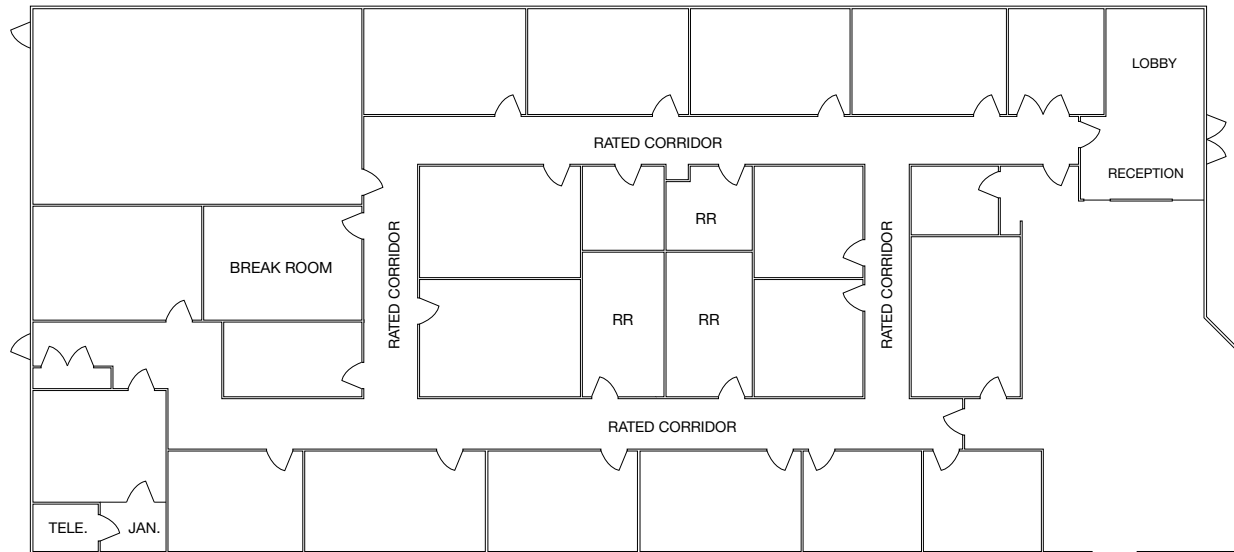 LOBBY
RATED CORRIDOR
RECEPTION
RR
BREAK ROOM
RATED CORRIDOR
RATED CORRIDOR
RR
RR
RATED CORRIDOR
TELE.
JAN.